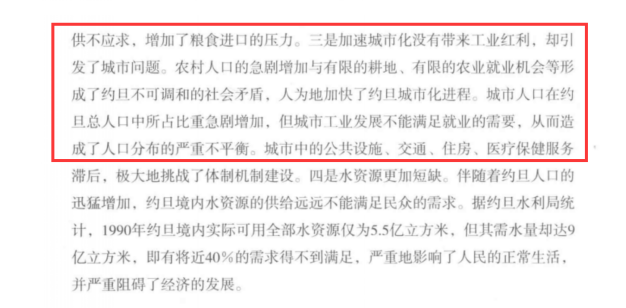 供不应求，增加了粮食进口的压力。三是加速城市化没有带来工业红利，却引
发了城市问题。农村人口的急剧增加与有限的耕地、有限的农业就业机会等形
成了约旦不可调和的社会矛盾，人为地加快了约旦城市化进程。城市人口在约
旦总人口中所占比重急剧增加，但城市工业发展不能满足就业的需要，从而造
成了人口分布的严重不平衡。城市中的公共设施、交通、住房、医疗保健服务
滞后，极大地挑战了体制机制建设。四是水资源更加短缺。伴随着约旦人口的
迅猛增加，约旦境内水资源的供给远远不能满足民众的需求。据约旦水利局统
计，1990年约旦境内实际可用全部水资源仅为5.5亿立方米，但其需水量却达9
亿立方米，即有将近40%的需求得不到满足，严重地影响了人民的正常生活，
并严重阻碍了经济的发展。